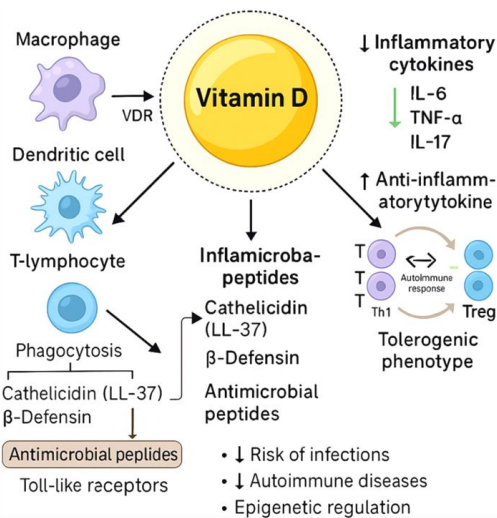 Macrophage
VDR
Vitamin D
Dendritic cell
T-lymphocyte
Phagocytosis
Cathelicidin (LL-37)
β-Defensin
Antimicrobial peplides
Toll-like raceptors
Inflamicroba-
peptides
Cathelicidin
(LL-37)
β-Defensin
Antimicrobial
peptides
↓ Inflammatory
cytokines
↓ IL-6
TNF-α
IL-17
↑ Anti-inflamm-
atorytytokine
T
T
T
Th1
Autoimmune
response
Treg
Tolerogenic
phenotype
• ↓ Risk of infections
• ↓ Autoimmune diseases
• Epigenetic regulation